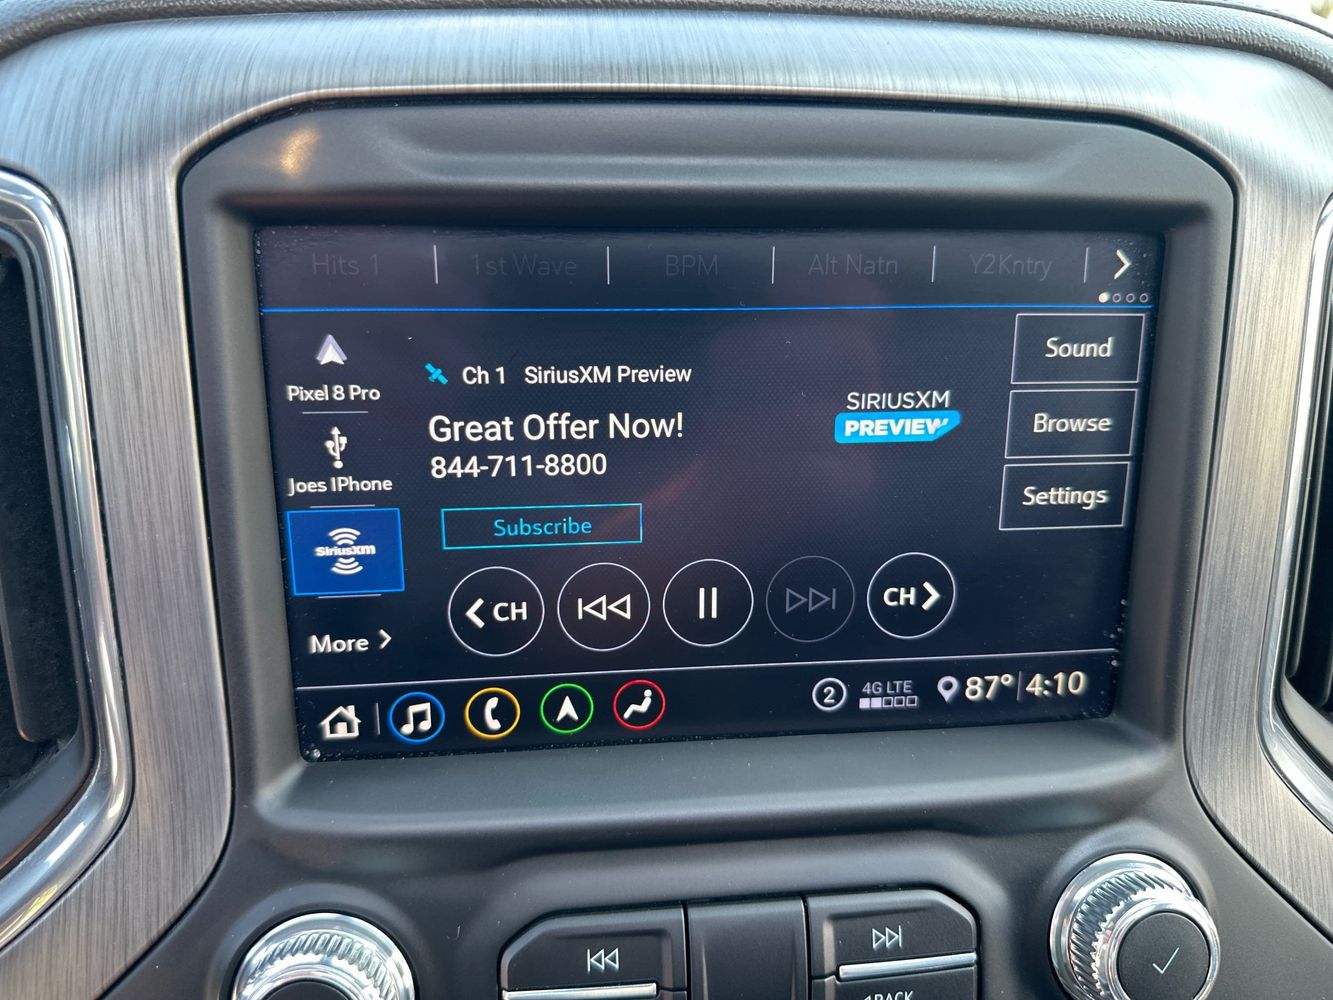 Hits 1 1st Wave BPM Alt Natn Y2Kntry
Pixel 8 Pro
Joes IPhone
SiriusXM
More
Ch 1 SiriusXM Preview
Great Offer Now!
844-711-8800
Subscribe
SIRIUSXM
PREVIEW
Sound
Browse
Settings
CH
CH
2 4G LTE 87° 4:10
BACK